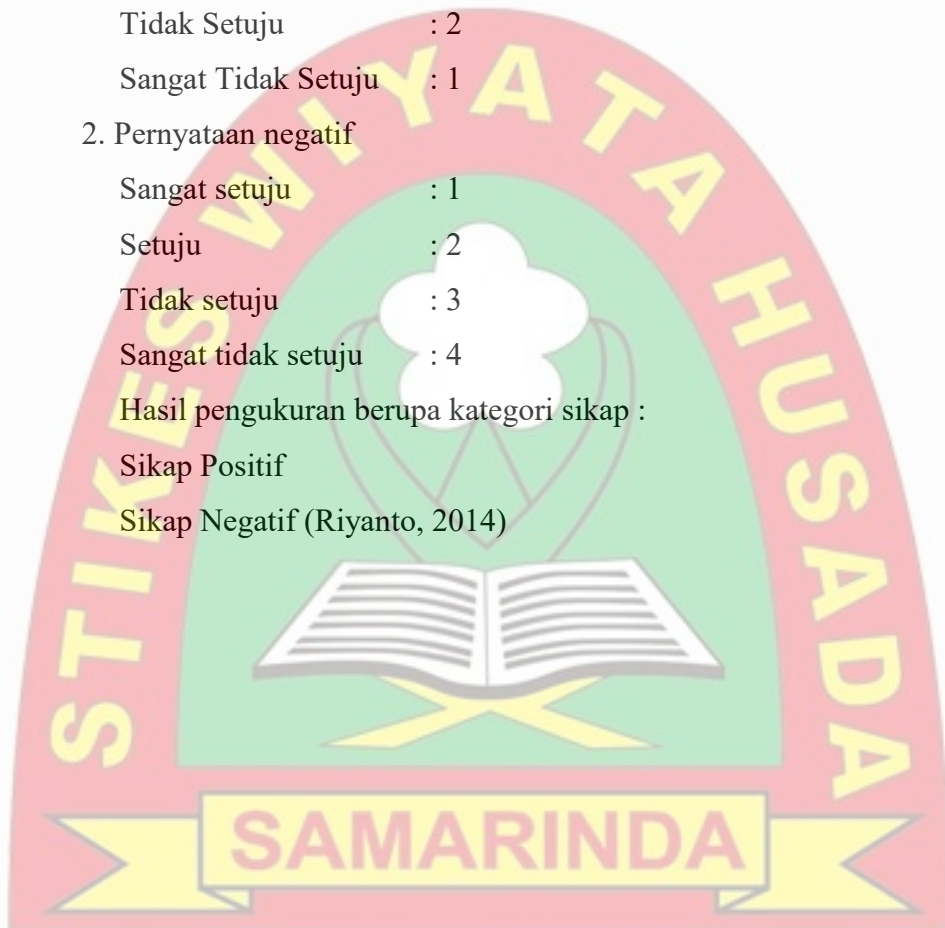 Tidak Setuju : 2
Sangat Tidak Setuju : 1
2. Pernyataan negatif
Sangat setuju : 1
Setuju : 2
Tidak setuju : 3
Sangat tidak setuju : 4
Hasil pengukuran berupa kategori sikap :
Sikap Positif
Sikap Negatif (Riyanto, 2014)
STIKES WIYATA HUSADA
SAMARINDA